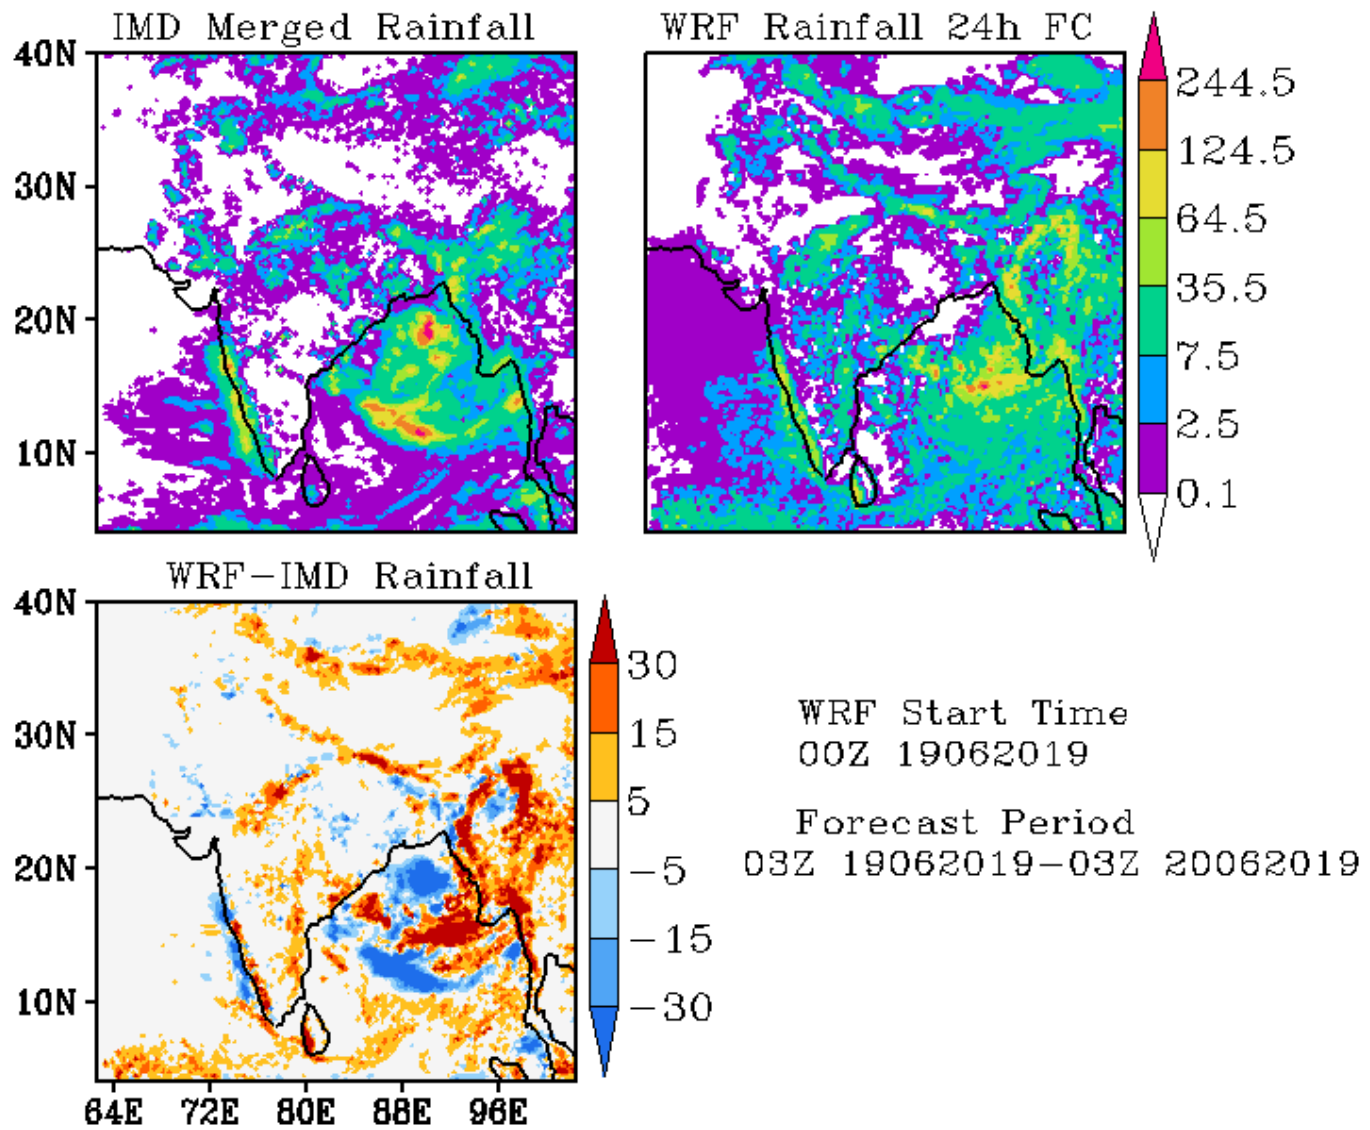 IMD Merged Rainfall
WRF Rainfall 24h FC
40N
30N
20N
10N
244.5
124.5
64.5
35.5
7.5
2.5
0.1
WRF-IMD Rainfall
40N
30N
20N
10N
64E 72E 80E 88E 96E
30
15
5
-5
-15
-30
WRF Start Time
00Z 19062019
Forecast Period
03Z 19062019-03Z 20062019